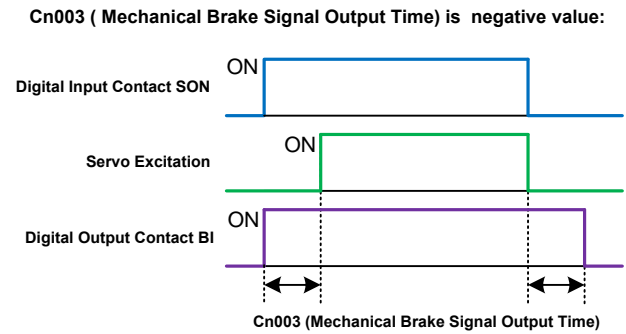 Cn003 ( Mechanical Brake Signal Output Time) is negative value:
ON
Digital Input Contact SON
ON
Servo Excitation
ON
Digital Output Contact BI
Cn003 (Mechanical Brake Signal Output Time)